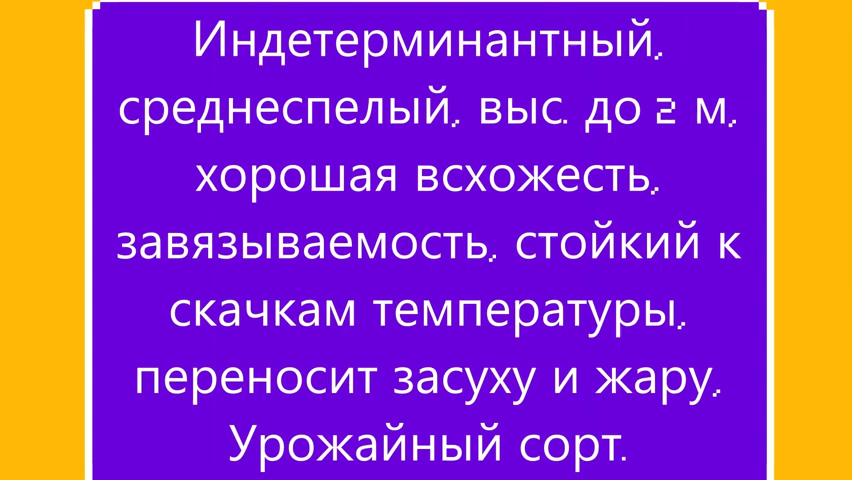 Индетерминантный,
среднеспелый, выс. до 2 м,
хорошая всхожесть,
завязываемость, стойкий к
скачкам температуры,
переносит засуху и жару,
Урожайный сорт.